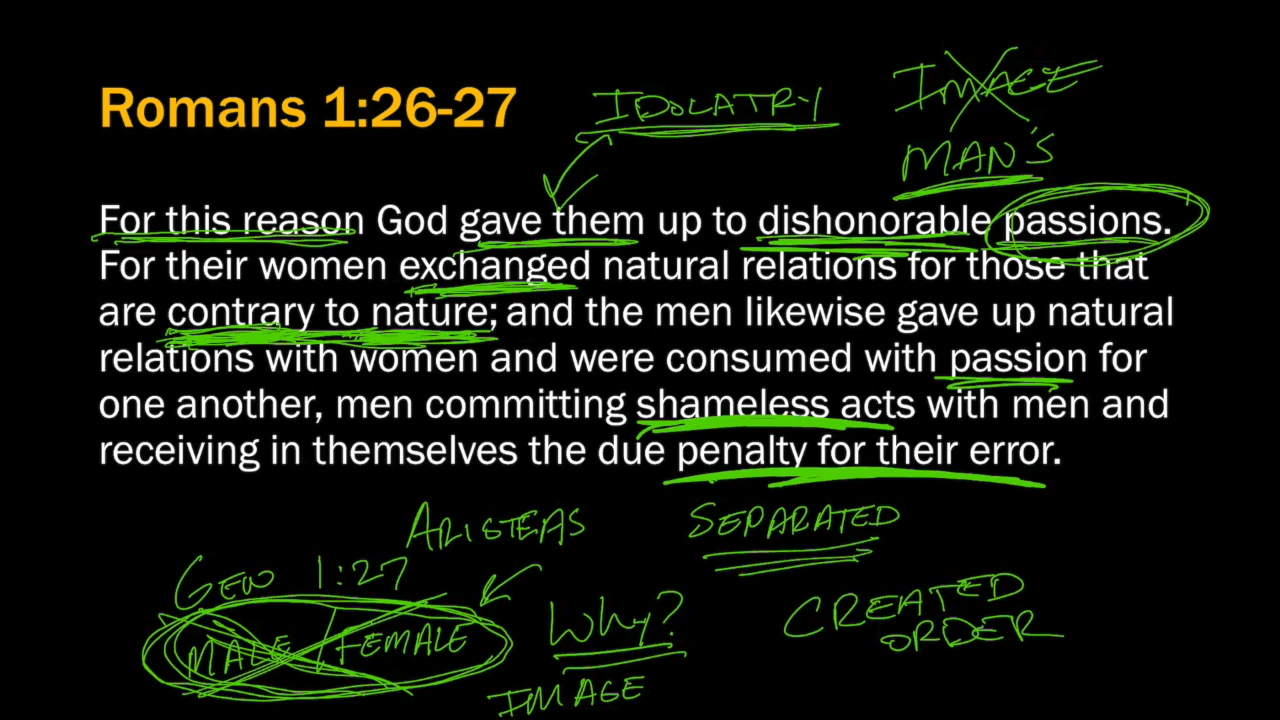 IMAGE
Romans 1:26-27
IDOLATRY
MAN'S
For this reason God gave them up to dishonorable passions.
For their women exchanged natural relations for those that
are contrary to nature; and the men likewise gave up natural
relations with women and were consumed with passion for
one another, men committing shameless acts with men and
receiving in themselves the due penalty for their error.
ARISTEAS
SEPARATED
GEN 1:27
CREATED
ORDER
MALE/FEMALE
WHY?
IMAGE